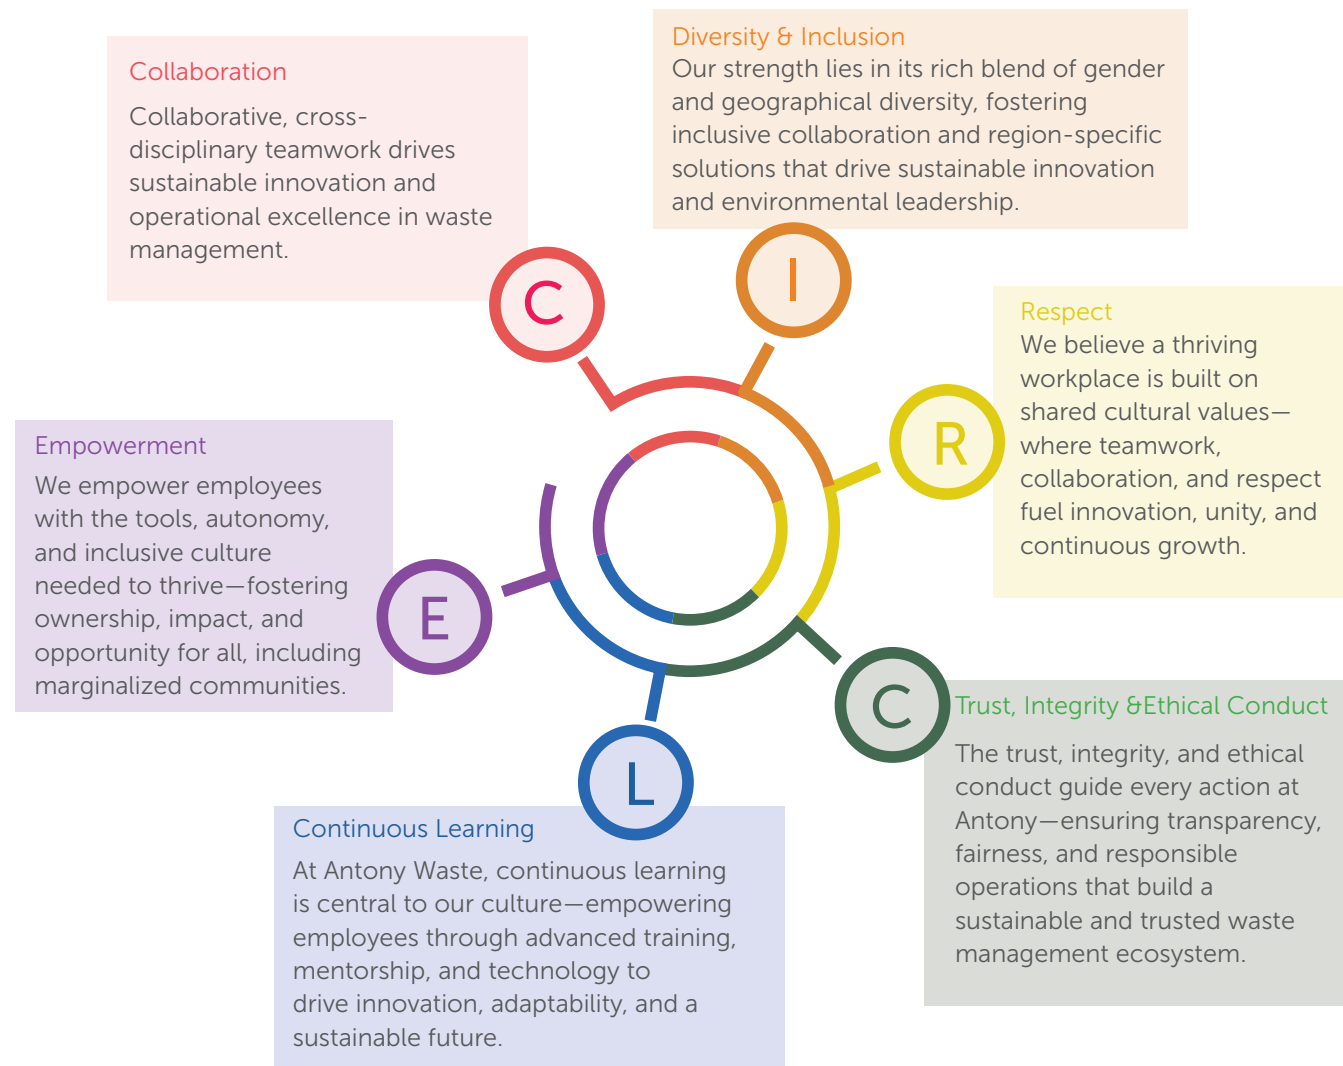 Collaboration
Collaborative, cross-
disciplinary teamwork drives
sustainable innovation and
operational excellence in waste
management.
C
Diversity & Inclusion
Our strength lies in its rich blend of gender
and geographical diversity, fostering
inclusive collaboration and region-specific
solutions that drive sustainable innovation
and environmental leadership.
I
Respect
We believe a thriving
workplace is built on
shared cultural values—
where teamwork,
collaboration, and respect
fuel innovation, unity, and
continuous growth.
R
Trust, Integrity &Ethical Conduct
The trust, integrity, and ethical
conduct guide every action at
Antony—ensuring transparency,
fairness, and responsible
operations that build a
sustainable and trusted waste
management ecosystem.
C
Continuous Learning
At Antony Waste, continuous learning
is central to our culture—empowering
employees through advanced training,
mentorship, and technology to
drive innovation, adaptability, and a
sustainable future.
L
Empowerment
We empower employees
with the tools, autonomy,
and inclusive culture
needed to thrive—fostering
ownership, impact, and
opportunity for all, including
marginalized communities.
E